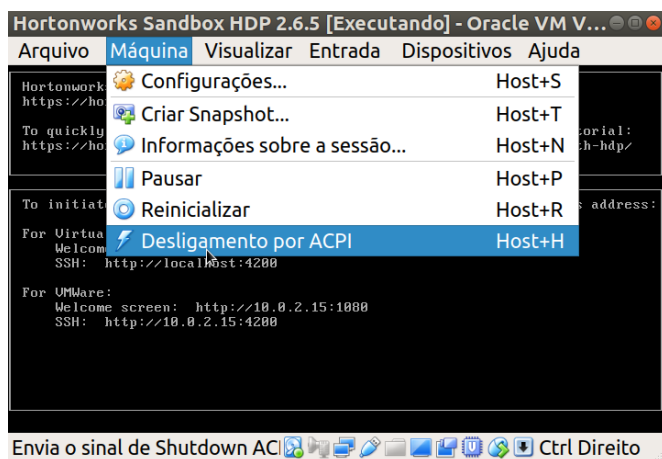 Hortonworks Sandbox HDP 2.6.5 [Executando] - Oracle VM V...
Arquivo Máquina Visualizar Entrada Dispositivos Ajuda
Configurações... Host+S
Criar Snapshot... Host+T
Informações sobre a sessão... Host+N
Pausar Host+P
Reinicializar Host+R
Desligamento por ACPI Host+H
Hortonwork
https://ho
To quickly orial:
https://ho h-hdp/
To initiat address:
For Virtua
Welcom
SSH: http://localhost:4200
For VMWare:
Welcome screen: http://10.0.2.15:1080
SSH: http://10.0.2.15:4200
Envia o sinal de Shutdown ACI Ctrl Direito